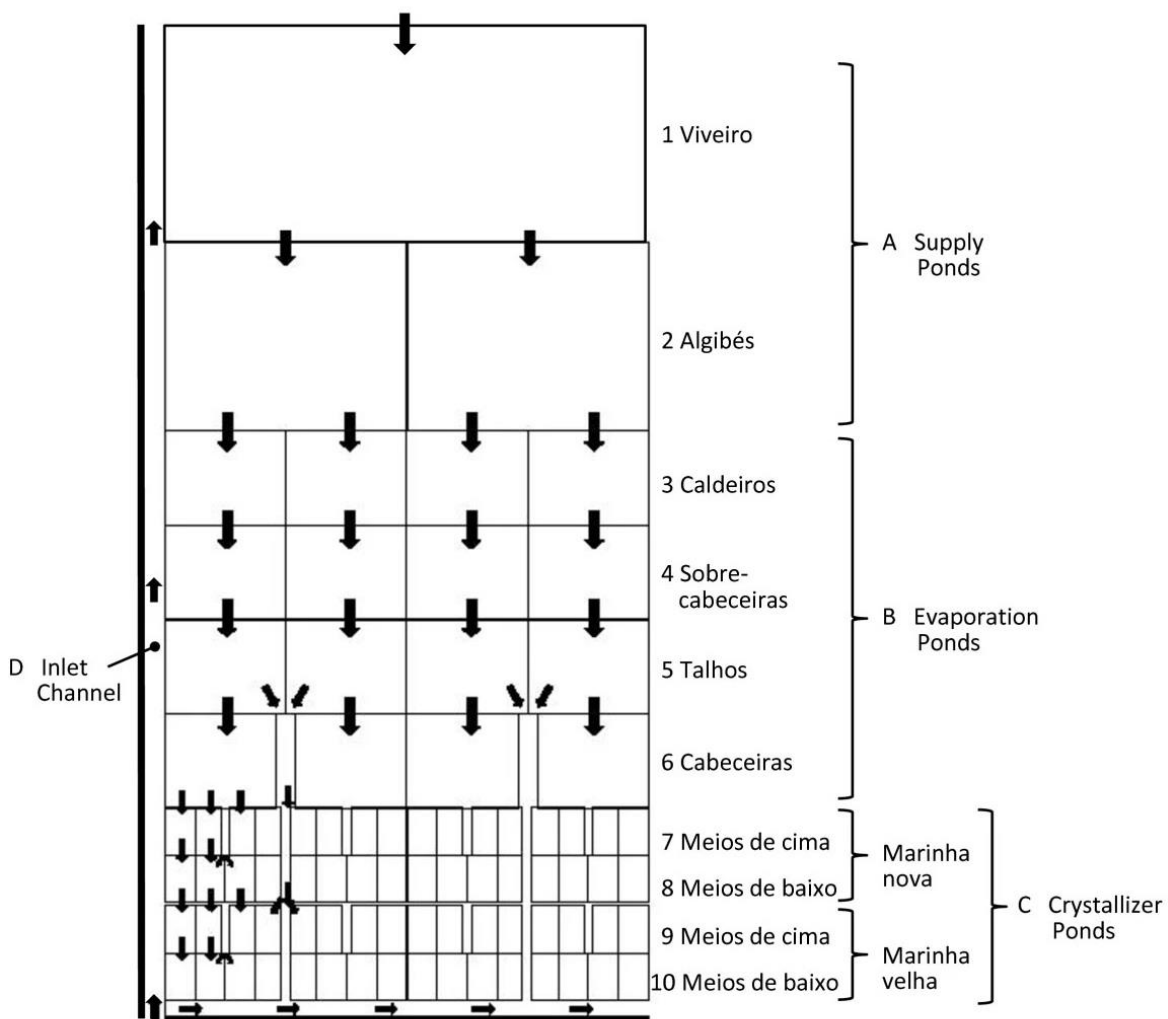 1 Viveiro
A Supply
Ponds
2 Algibés
3 Caldeiros
4 Sobre-
cabeceiras
B Evaporation
Ponds
D Inlet
Channel
5 Talhos
6 Cabeceiras
7 Meios de cima
8 Meios de baixo
Marinha
nova
9 Meios de cima
10 Meios de baixo
Marinha
velha
C Crystallizer
Ponds